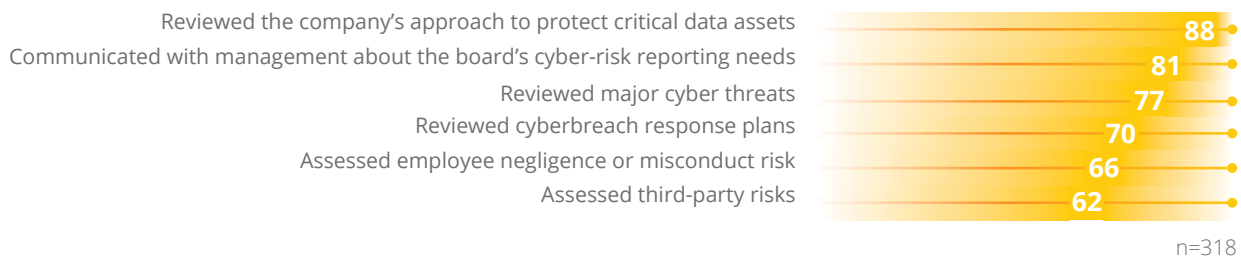 Reviewed the company’s approach to protect critical data assets 88
Communicated with management about the board’s cyber-risk reporting needs 81
Reviewed major cyber threats 77
Reviewed cyberbreach response plans 70
Assessed employee negligence or misconduct risk 66
Assessed third-party risks 62
n=318